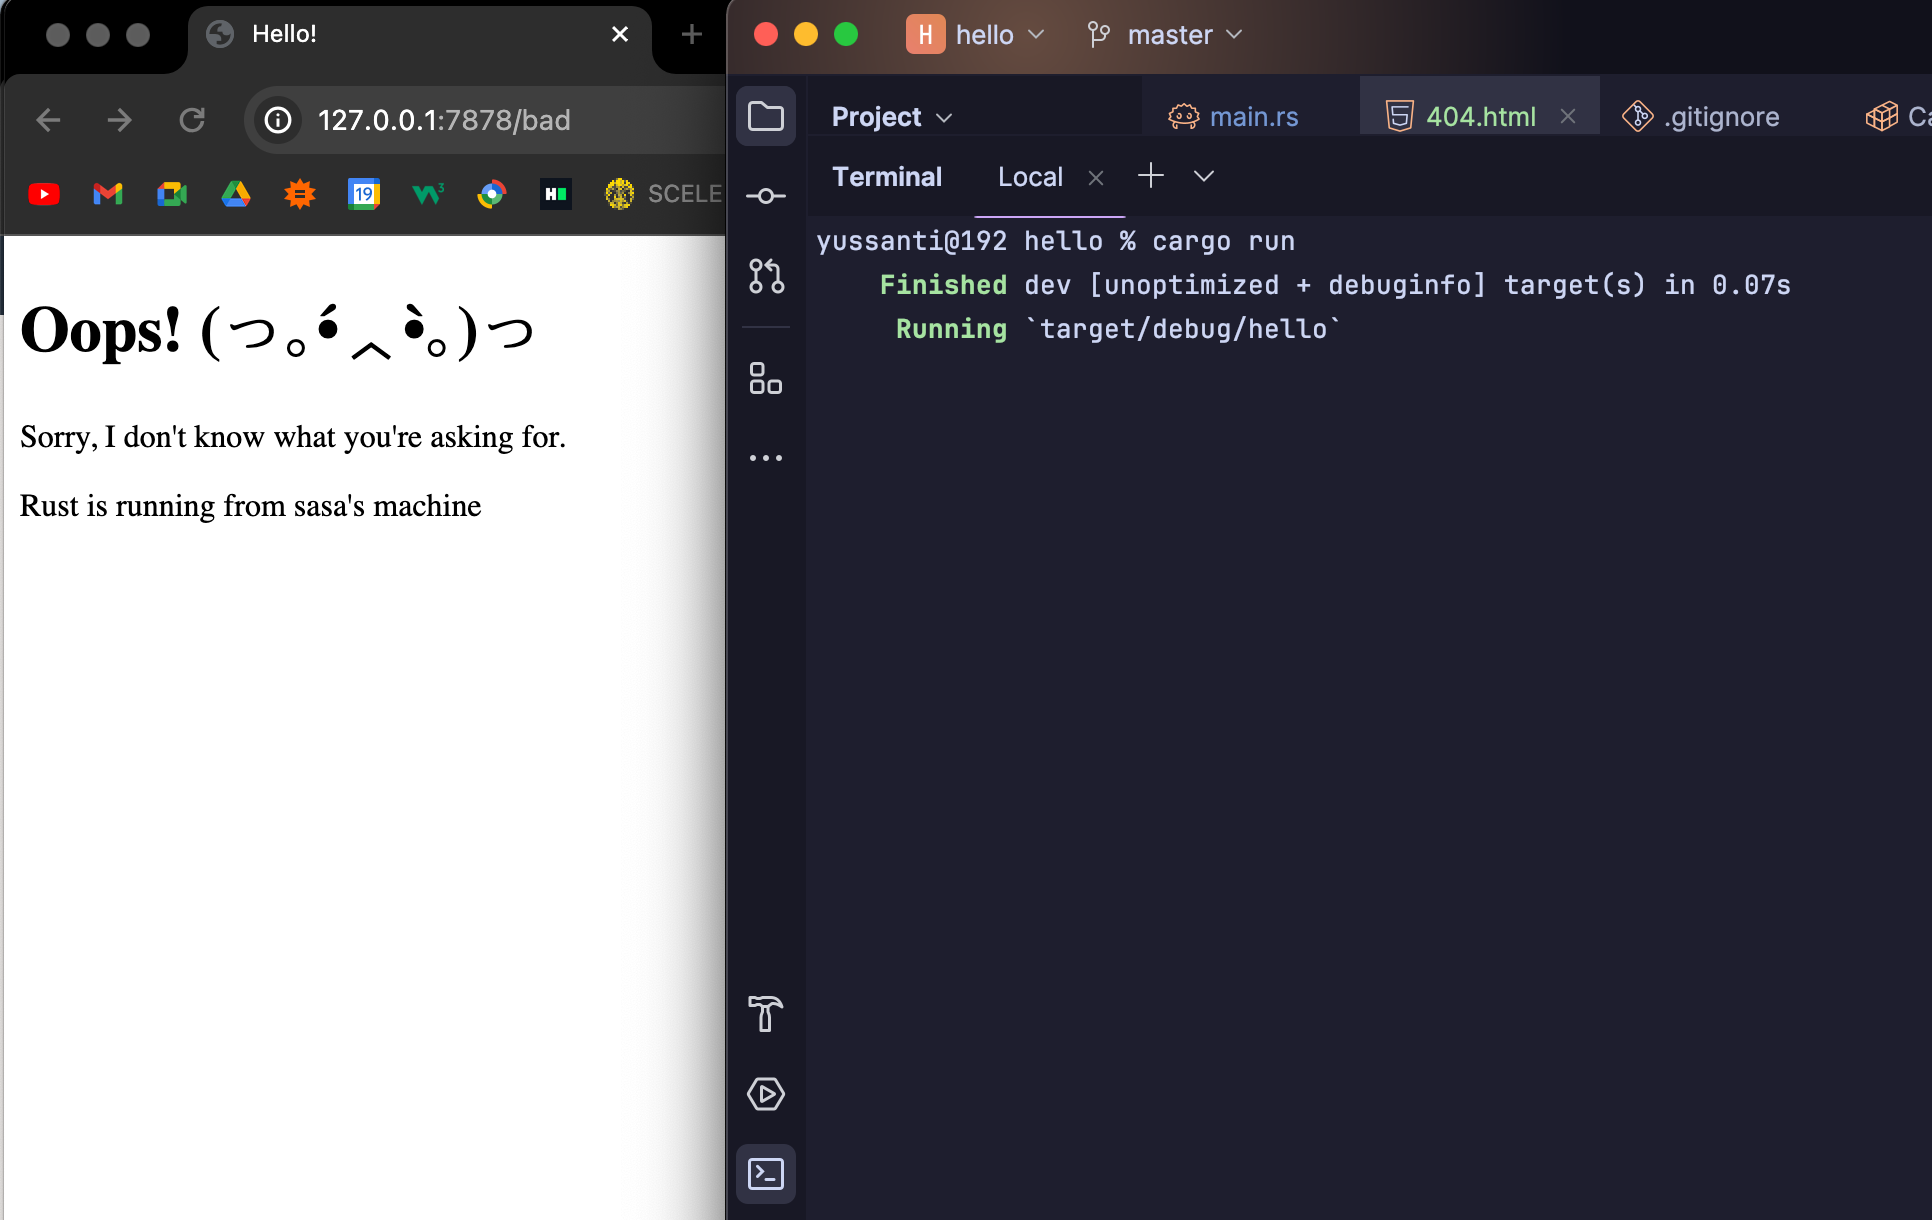 Hello!
127.0.0.1:7878/bad
19
3
SCELE
Oops! (つ｡•́︿•̀｡)つ
Sorry, I don't know what you're asking for.
Rust is running from sasa's machine
H hello master
Project main.rs 404.html .gitignore
Terminal Local
yussanti@192 hello % cargo run
Finished dev [unoptimized + debuginfo] target(s) in 0.07s
Running `target/debug/hello`